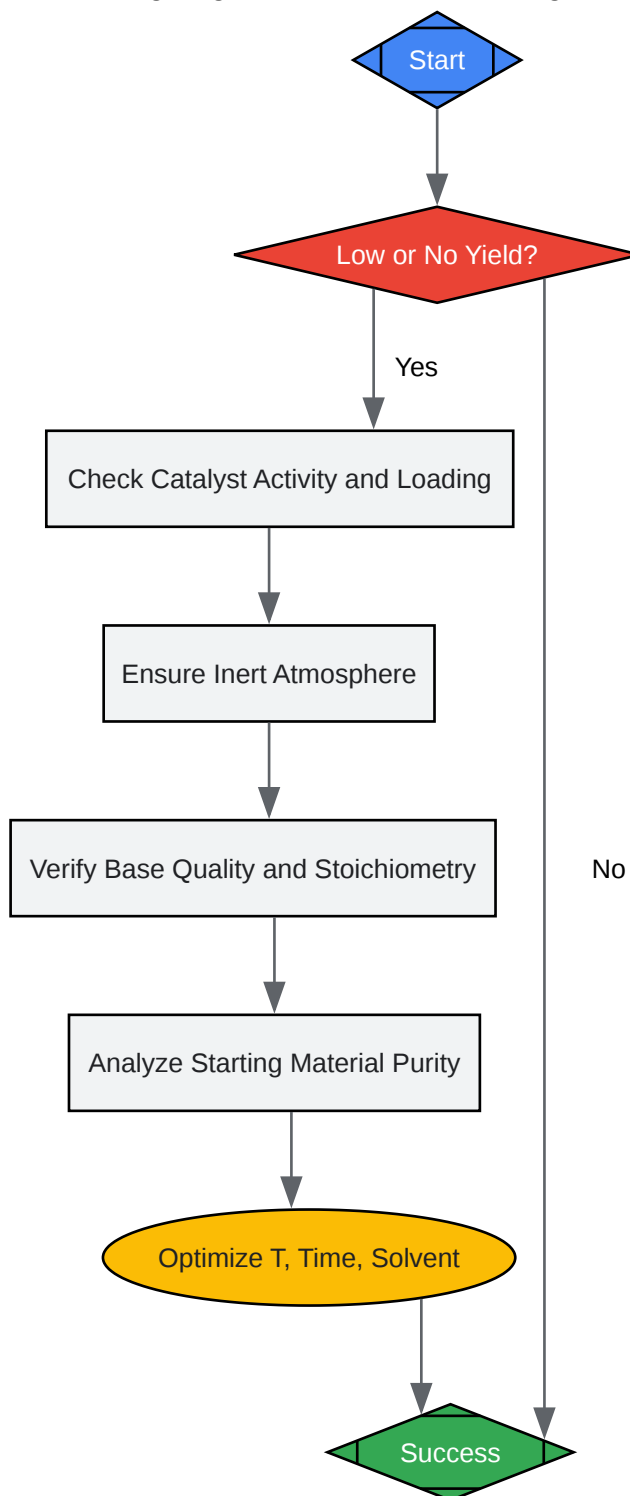 Start
Low or No Yield?
Yes
Check Catalyst Activity and Loading
Ensure Inert Atmosphere
Verify Base Quality and Stoichiometry
No
Analyze Starting Material Purity
Optimize T, Time, Solvent
Success